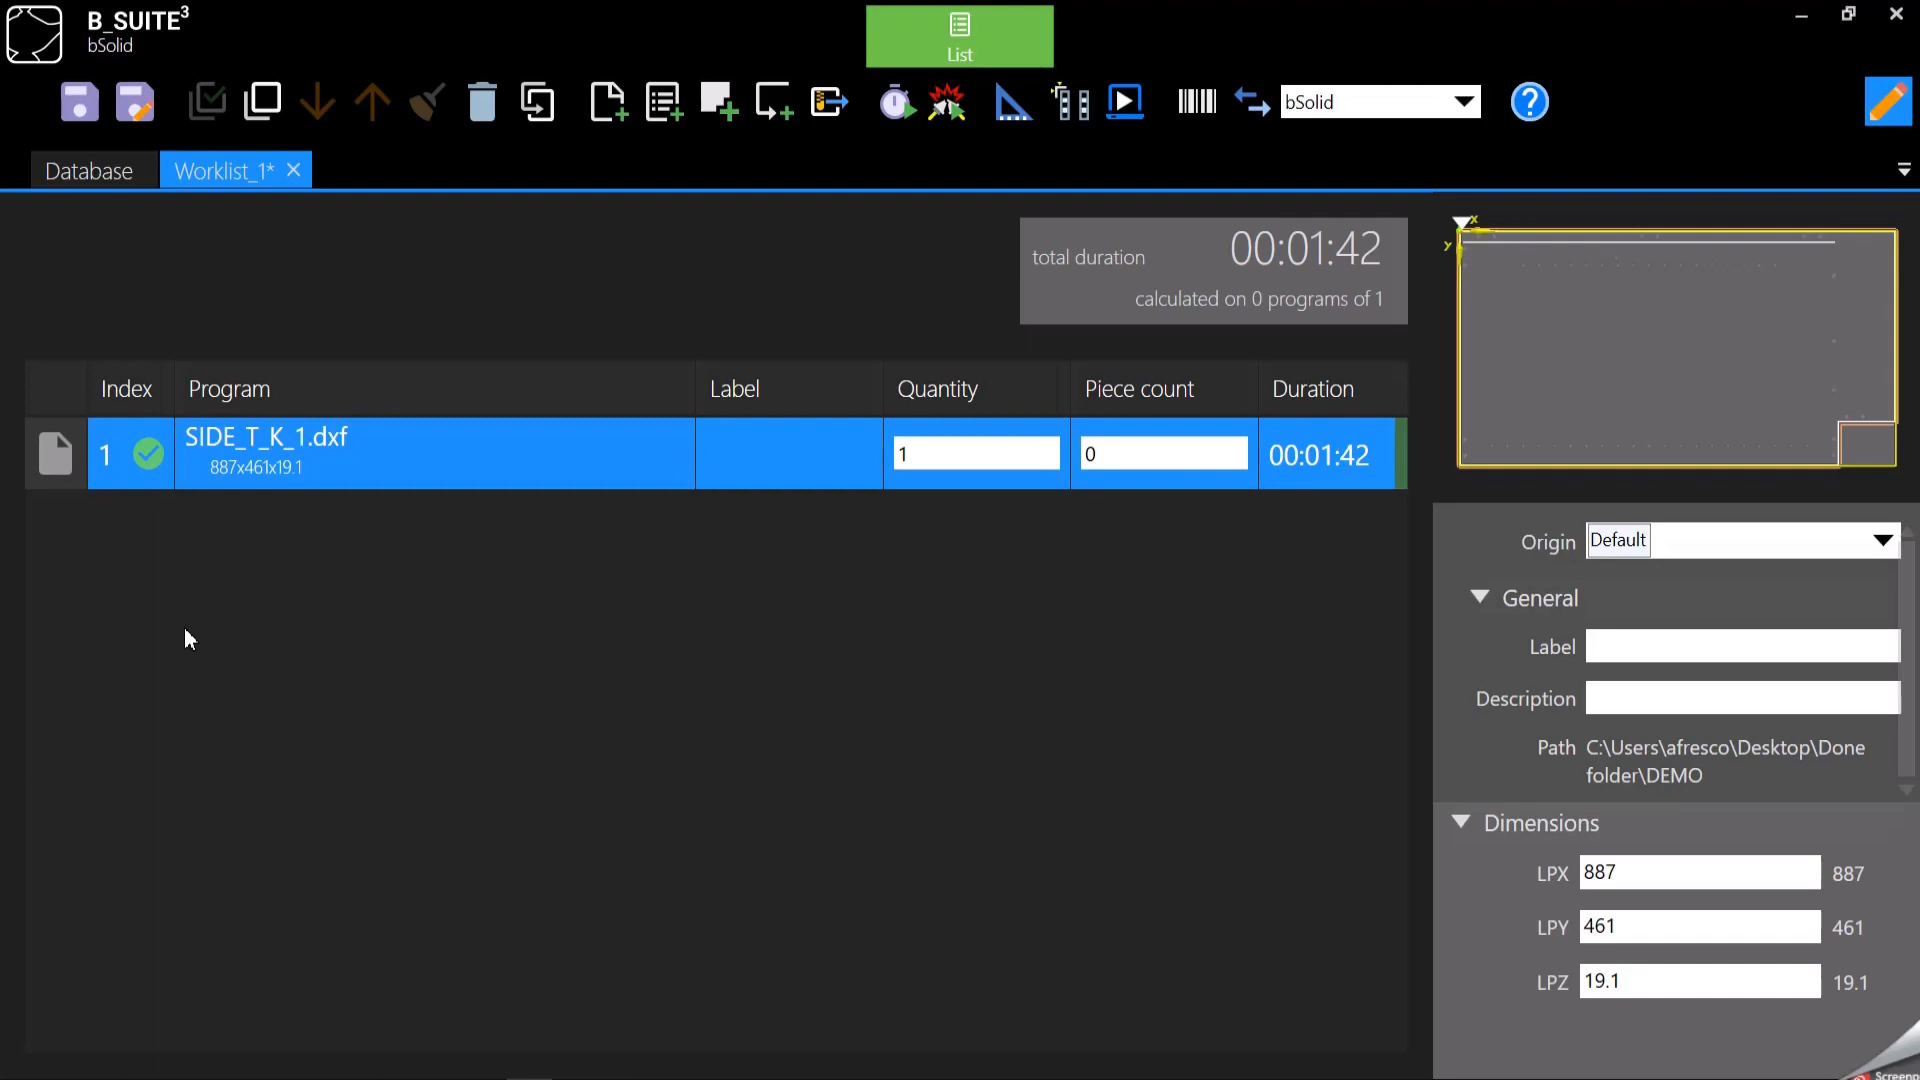 B_SUITE³
bSolid
List
bSolid
?
Database
Worklist_1*
total duration 00:01:42
calculated on 0 programs of 1
x
y
Index Program Label Quantity Piece count Duration
1 SIDE_T_K_1.dxf 1 0 00:01:42
887x461x19.1
Origin Default
General
Label
Description
Path C:\Users\afresco\Desktop\Done
folder\DEMO
Dimensions
LPX 887 887
LPY 461 461
LPZ 19.1 19.1